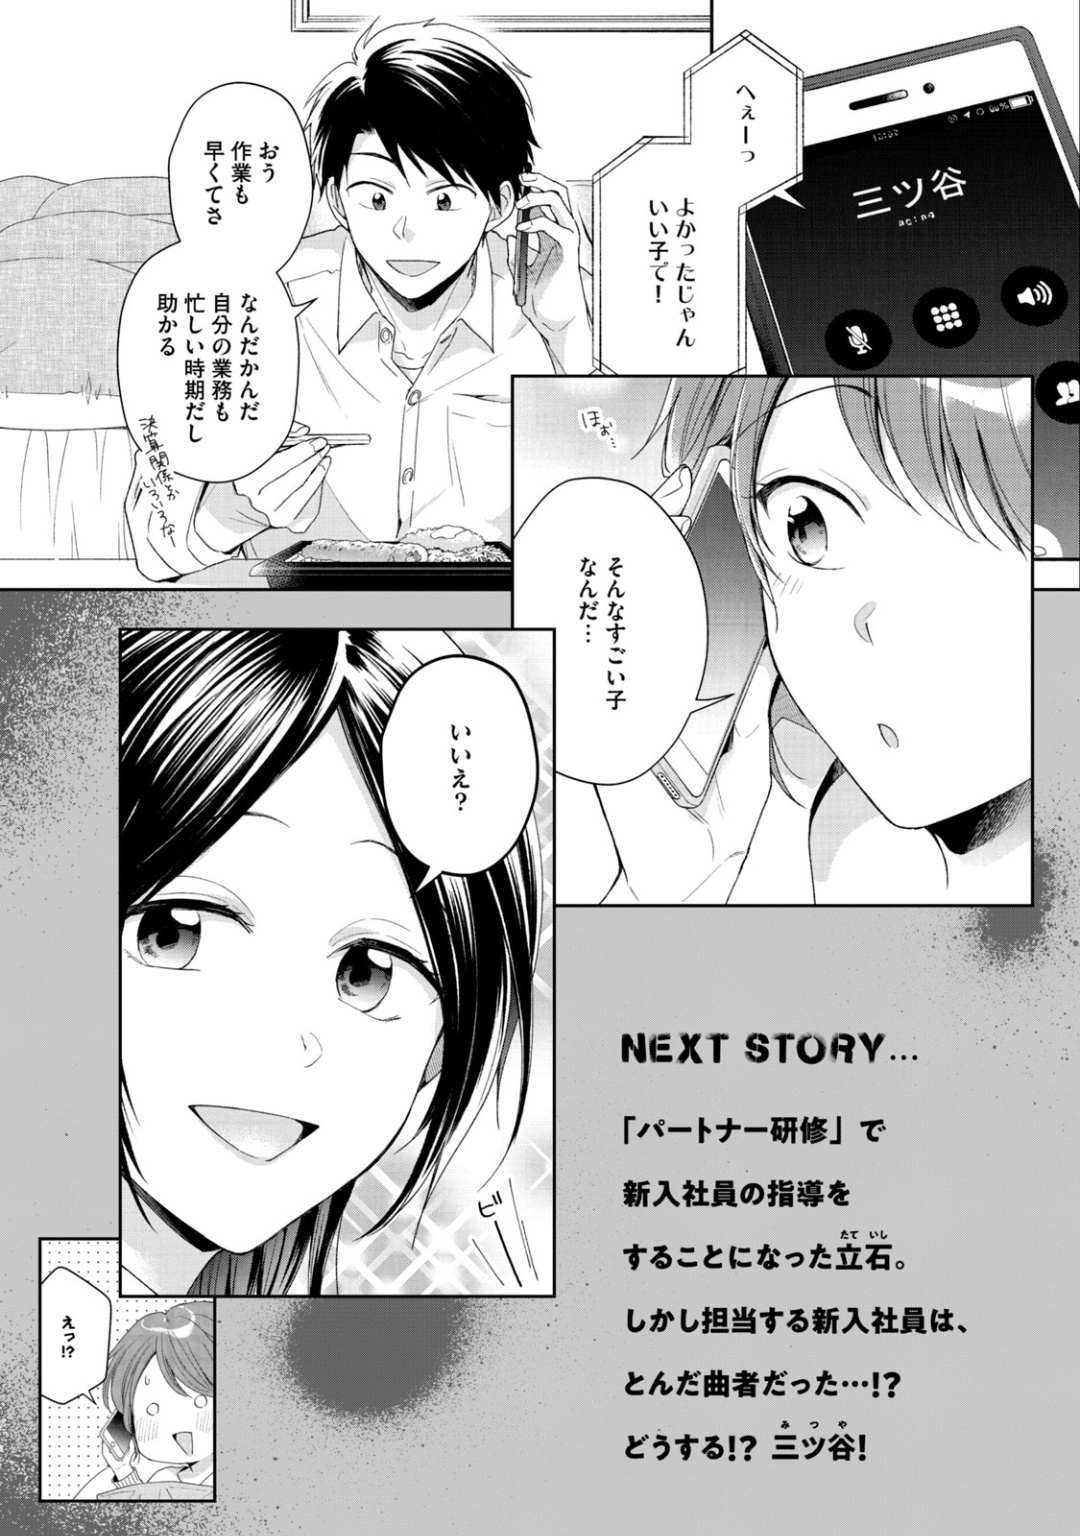 三ツ谷
へぇーっ
よかったじゃん
いい子で！
おう
作業も
早くてさ
なんだかんだ
自分の業務も
忙しい時期だし
助かる
決算関係とか
いろいろな
ほぉ…
そんなすごい子
なんだ…
いいえ？
ビー
えっ!?
NEXT STORY…
「パートナー研修」で
新入社員の指導を
することになった立石。
たていし
しかし担当する新入社員は、
とんだ曲者だった…!?
どうする!? 三ツ谷！
みつや